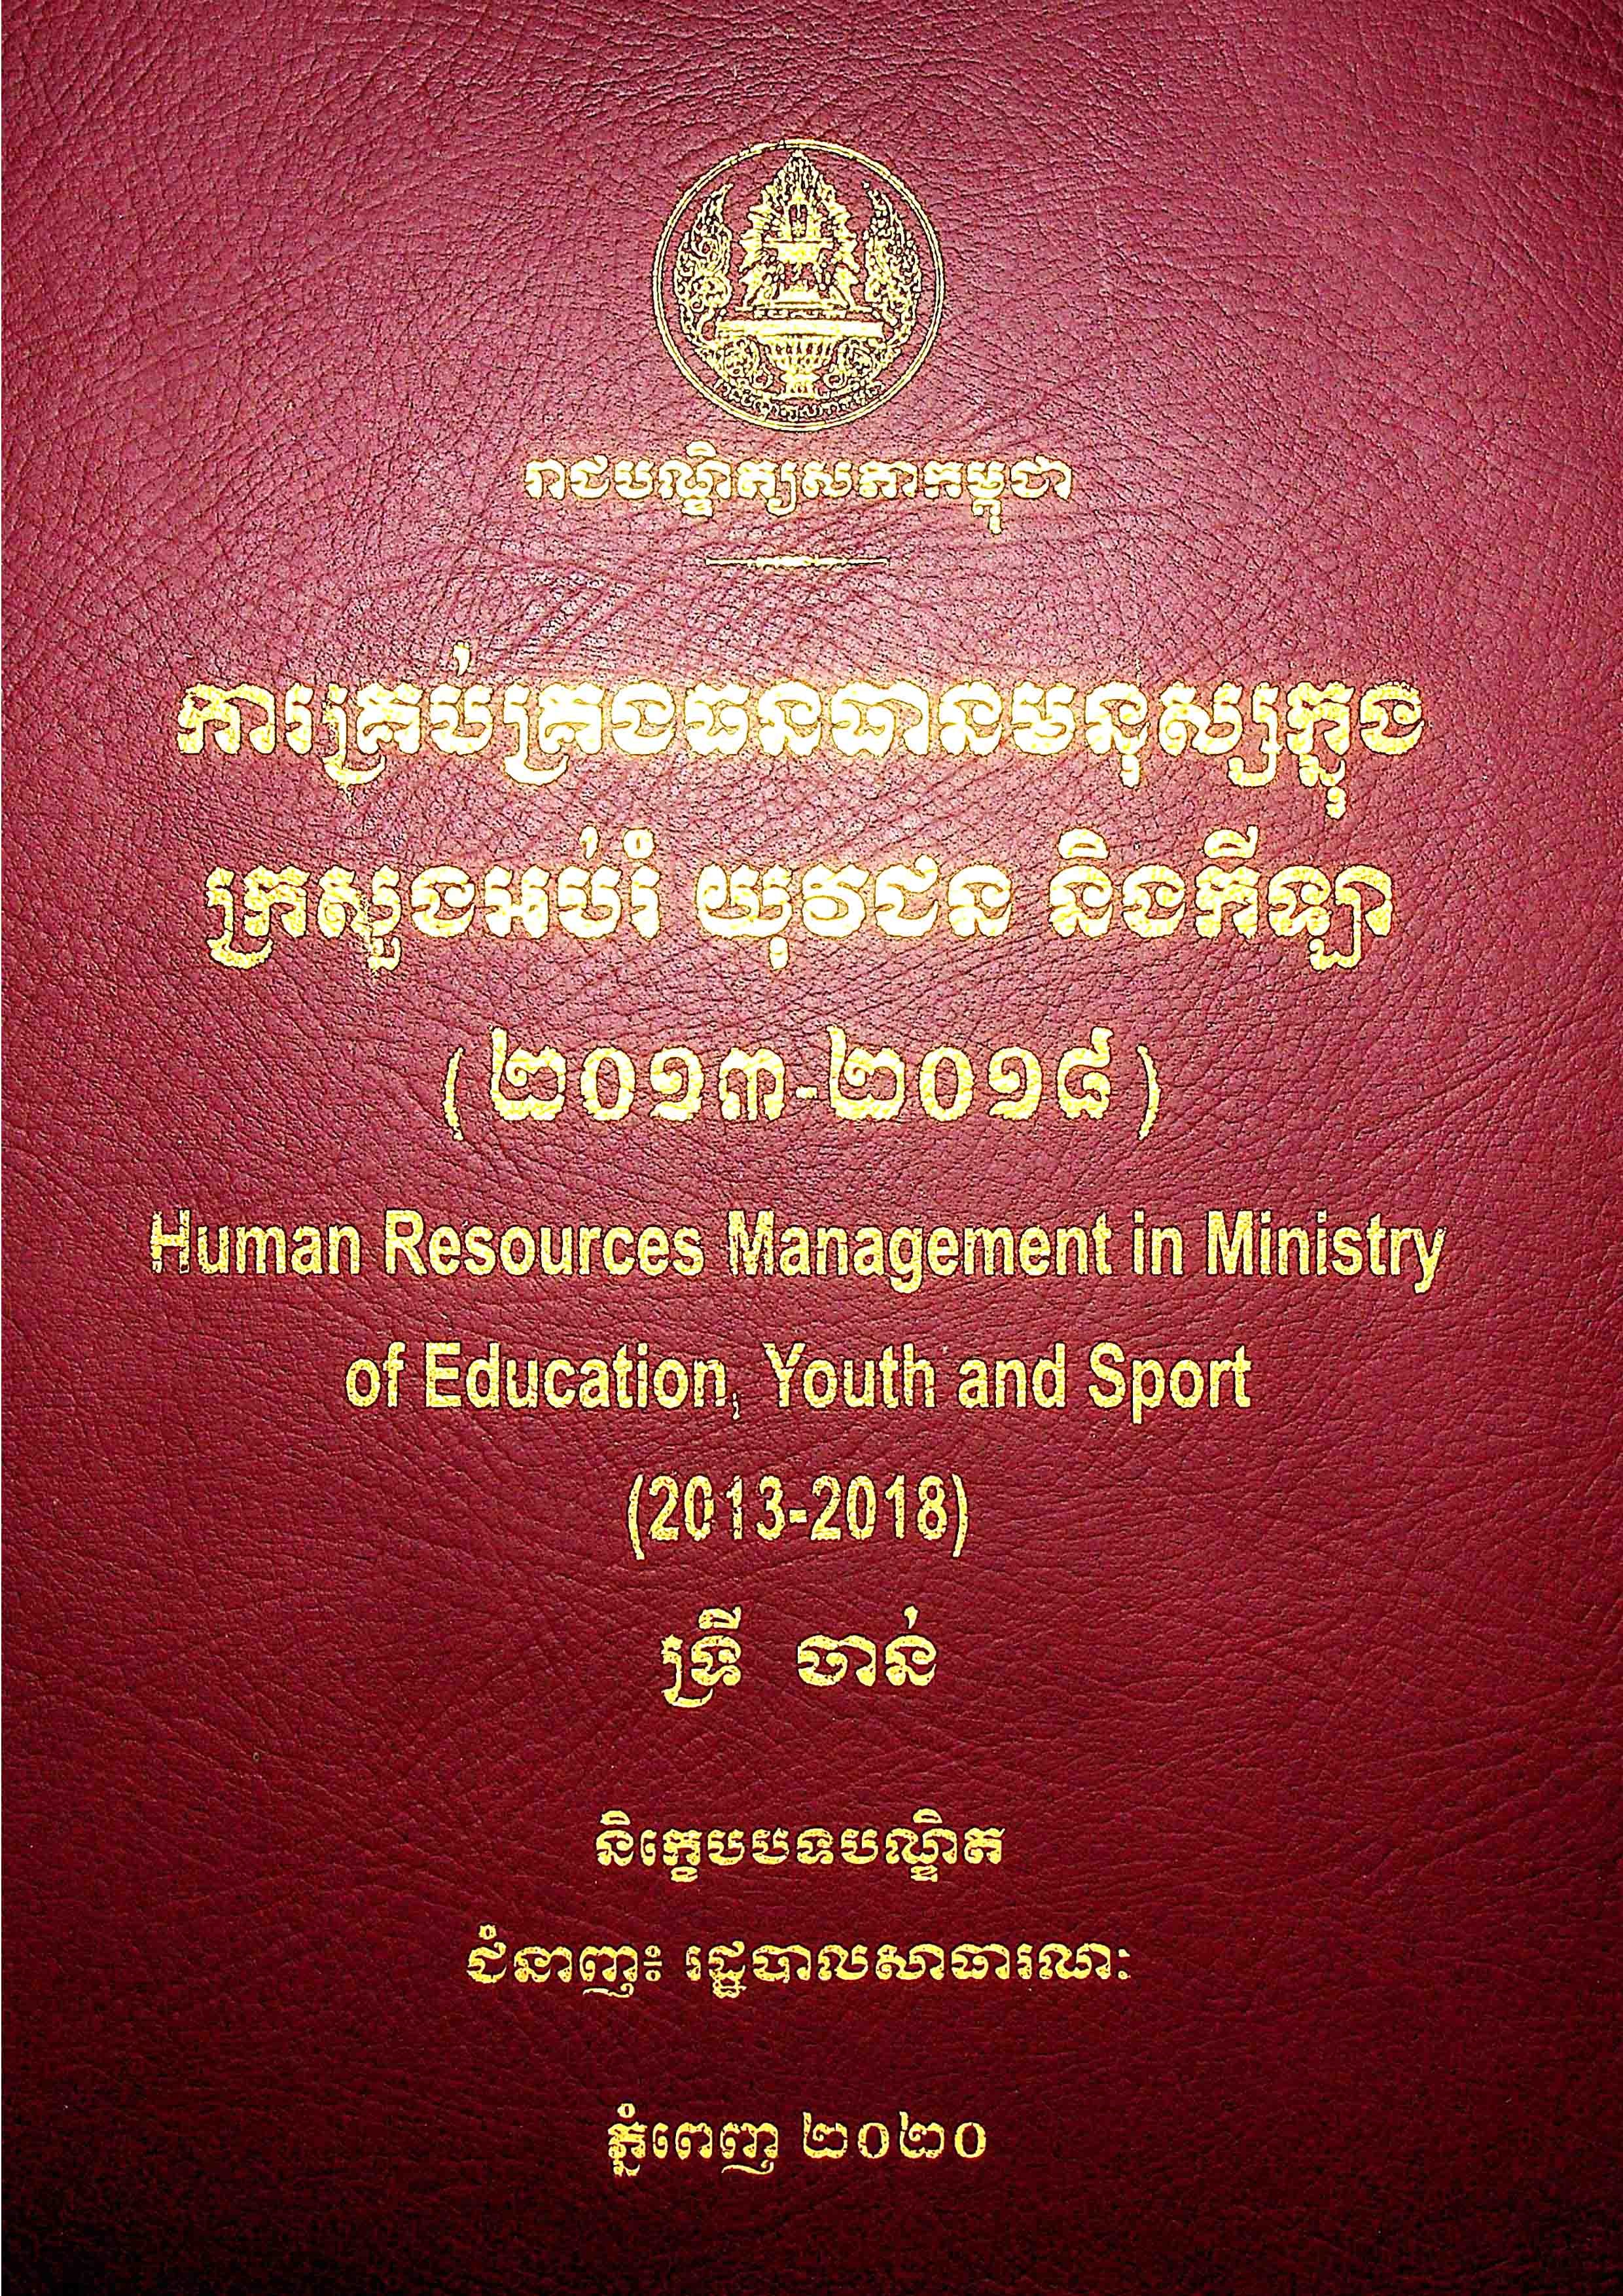 រាជបណ្ឌិត្យសភាកម្ពុជា
ការគ្រប់គ្រងធនធានមនុស្សក្នុង
ក្រសួងអប់រំ យុវជន និងកីឡា
(២០១៣-២០១៨)
Human Resources Management in Ministry
of Education, Youth and Sport
(2013-2018)
ទ្រី ចាន់
និក្ខេបបទបណ្ឌិត
ជំនាញ៖ រដ្ឋបាលសាធារណៈ
ភ្នំពេញ ២០២០